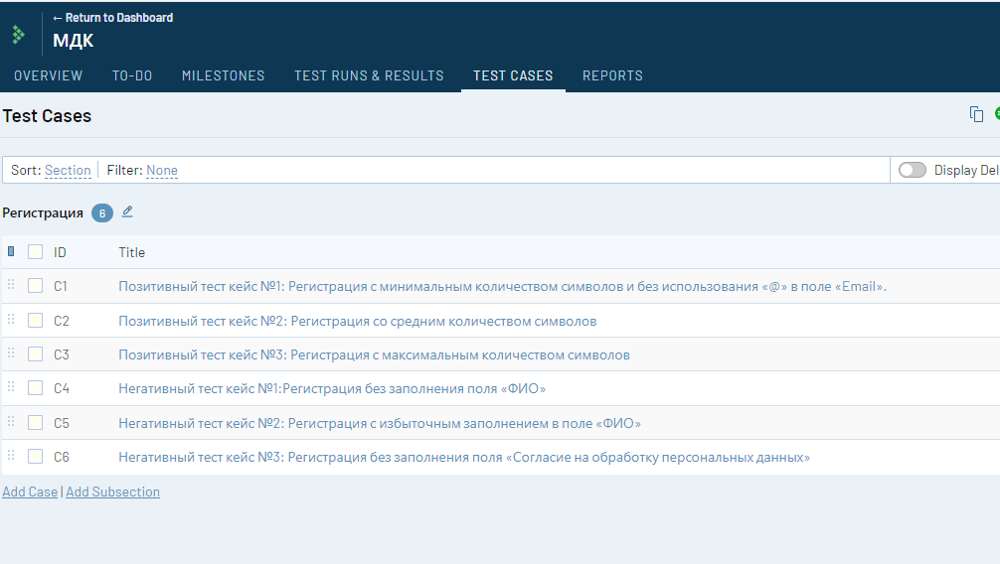 ← Return to Dashboard
МДК
OVERVIEW TO-DO MILESTONES TEST RUNS & RESULTS TEST CASES REPORTS
Test Cases
Sort: Section Filter: None Display Del
Регистрация 6
ID Title
C1 Позитивный тест кейс №1: Регистрация с минимальным количеством символов и без использования «@» в поле «Email».
C2 Позитивный тест кейс №2: Регистрация со средним количеством символов
C3 Позитивный тест кейс №3: Регистрация с максимальным количеством символов
C4 Негативный тест кейс №1:Регистрация без заполнения поля «ФИО»
C5 Негативный тест кейс №2: Регистрация с избыточным заполнением в поле «ФИО»
C6 Негативный тест кейс №3: Регистрация без заполнения поля «Согласие на обработку персональных данных»
Add Case | Add Subsection